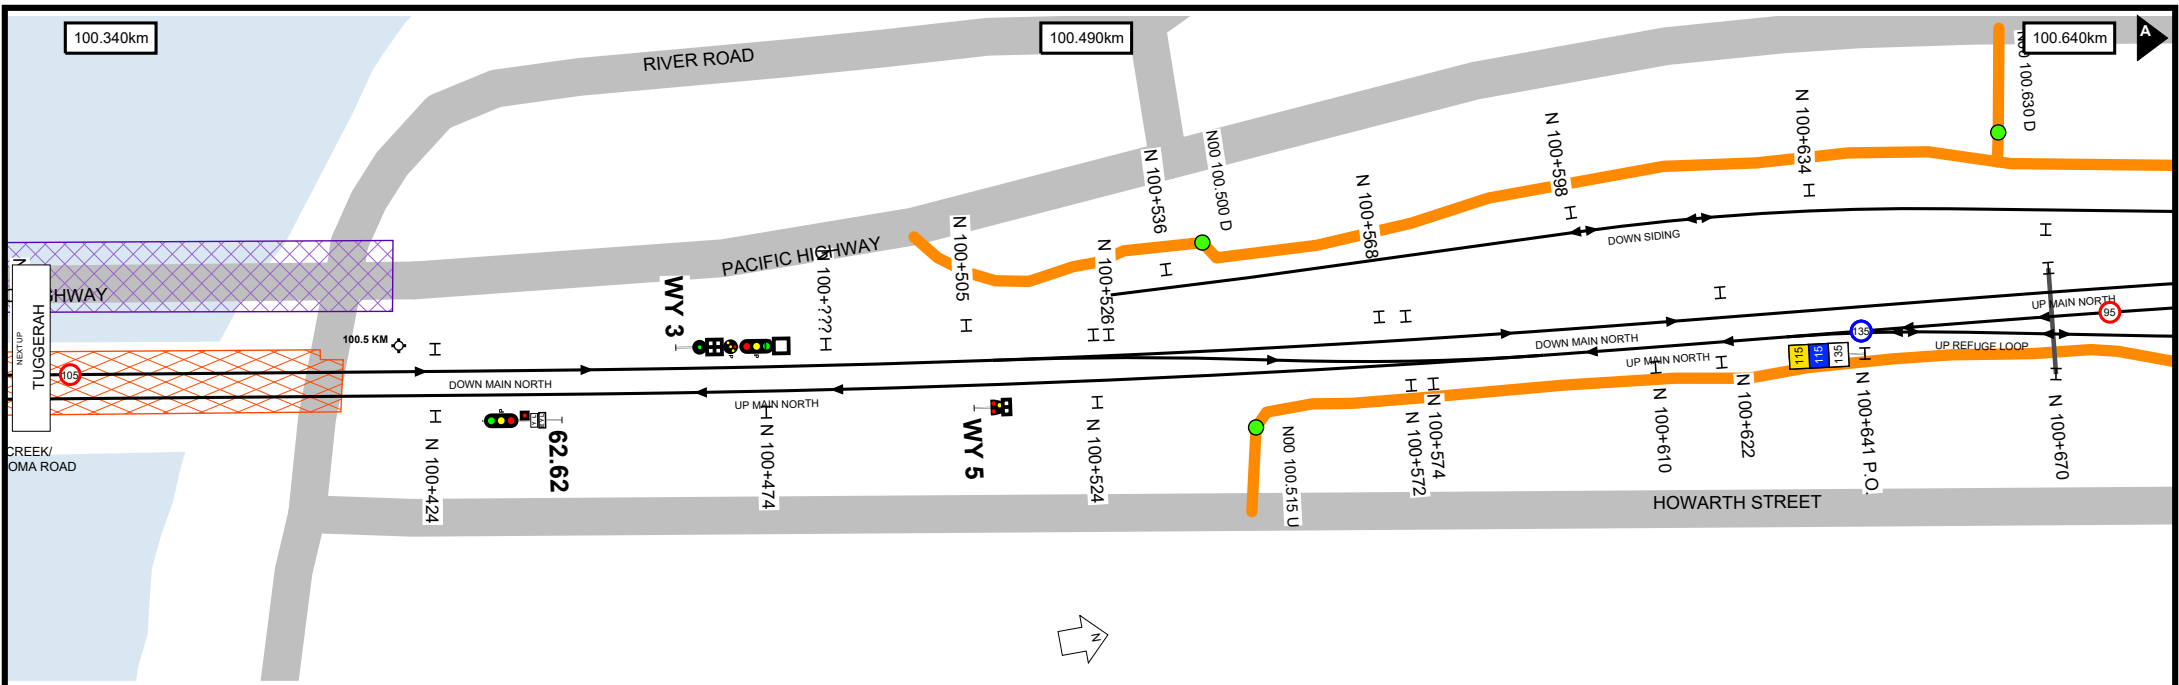 100.340km
100.490km
100.640km
A
RIVER ROAD
N00 100.630 D
N 100+634
N 100+598
N00 100.500 D
N 100+536
N 100+568
N 100+505
N 100+526
PACIFIC HIGHWAY
N 100+???
DOWN SIDING
HWAY
NEXT UP
TUGGERAH
WY 3
100.5 KM
105
UP MAIN NORTH
95
135
DOWN MAIN NORTH
UP MAIN NORTH
115
115
135
UP REFUGE LOOP
DOWN MAIN NORTH
UP MAIN NORTH
P
P
P
62.62
WY 5
N 100+424
N 100+474
N 100+524
N00 100.515 U
N 100+572
N 100+574
N 100+610
N 100+622
N 100+641 P.O.
N 100+670
CREEK/
OMA ROAD
HOWARTH STREET
N